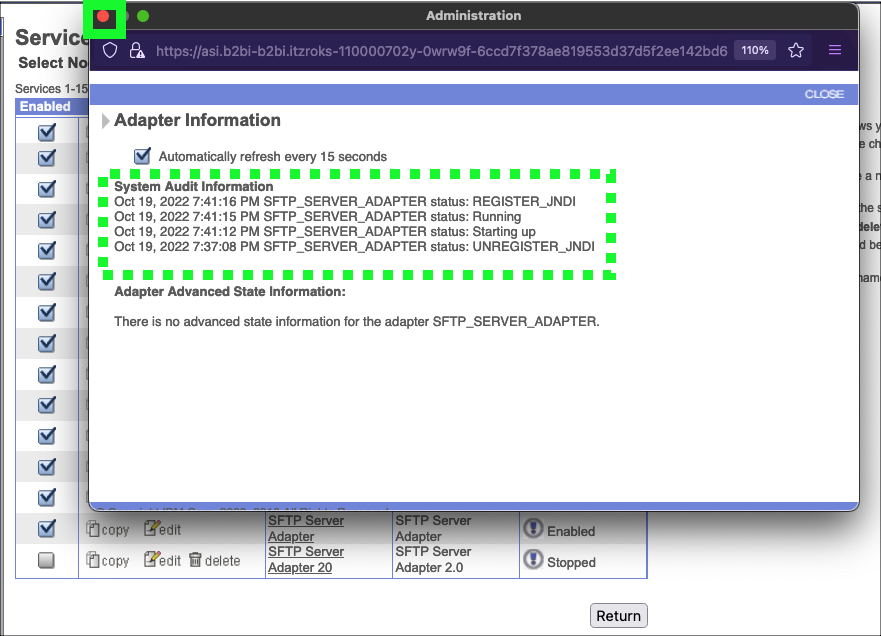 Administration
https://asi.b2bi-b2bi.itzroks-110000702y-0wrw9f-6ccd7f378ae819553d37d5f2ee142bd6
110%
CLOSE
Service
Select No
Services 1-15
Enabled
Adapter Information
Automatically refresh every 15 seconds
System Audit Information
Oct 19, 2022 7:41:16 PM SFTP_SERVER_ADAPTER status: REGISTER_JNDI
Oct 19, 2022 7:41:15 PM SFTP_SERVER_ADAPTER status: Running
Oct 19, 2022 7:41:12 PM SFTP_SERVER_ADAPTER status: Starting up
Oct 19, 2022 7:37:08 PM SFTP_SERVER_ADAPTER status: UNREGISTER_JNDI
Adapter Advanced State Information:
There is no advanced state information for the adapter SFTP_SERVER_ADAPTER.
copy edit SFTP Server Adapter SFTP Server Adapter Enabled
copy edit delete SFTP Server Adapter 20 SFTP Server Adapter 2.0 Stopped
Return